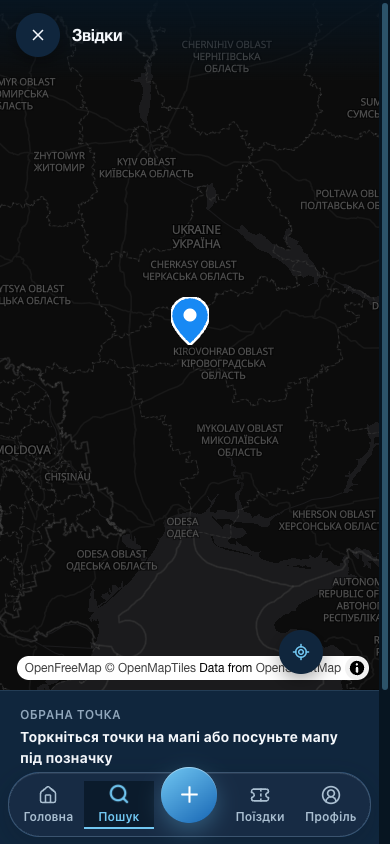 Звідки
CHERNIHIV OBLAST
ЧЕРНІГІВСЬКА
ОБЛАСТЬ
MYR OBLAST
ОМИРСЬКА
БЛАСТЬ
SUM
СУМСЬ
ZHYTOMYR
ЖИТОМИР
KYIV OBLAST
КИЇВСЬКА ОБЛАСТЬ
POLTAVA OBL
ПОЛТАВСЬКА ОБ
UKRAINE
УКРАЇНА
CHERKASY OBLAST
ЧЕРКАСЬКА ОБЛАСТЬ
YTSYA OBLAST
ЦЬКА ОБЛАСТЬ
KIROVOHRAD OBLAST
КІРОВОГРАДСЬКА
ОБЛАСТЬ
MYKOLAIV OBLAST
МИКОЛАЇВСЬКА
ОБЛАСТЬ
MOLDOVA
CHIȘINĂU
KHERSON OBLAST
ХЕРСОНСЬКА ОБЛАСТ
ODESA
ОДЕСА
ODESA OBLAST
ОДЕСЬКА ОБЛАСТЬ
AUTONOM
REPUBLIC OF
АВТОНО
РЕСПУБЛІКА
OpenFreeMap © OpenMapTiles Data from OpenStreetMap
ОБРАНА ТОЧКА
Торкніться точки на мапі або посуньте мапу
під позначку
Головна Пошук Поїздки Профіль